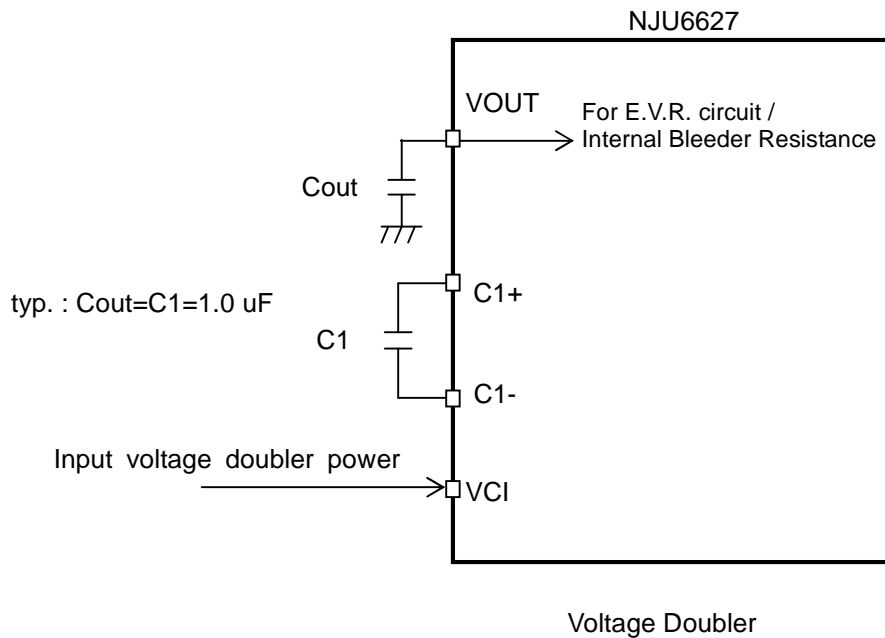 NJU6627
VOUT
For E.V.R. circuit /
Internal Bleeder Resistance
Cout
C1+
typ. : Cout=C1=1.0 uF
C1
C1-
Input voltage doubler power
VCI
Voltage Doubler